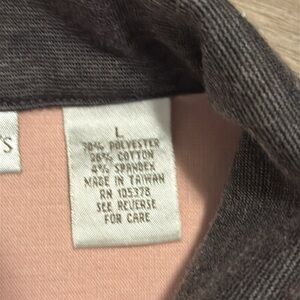 'S
L
70% POLYESTER
26% COTTON
4% SPANDEX
MADE IN TAIWAN
RN 105378
SEE REVERSE
FOR CARE